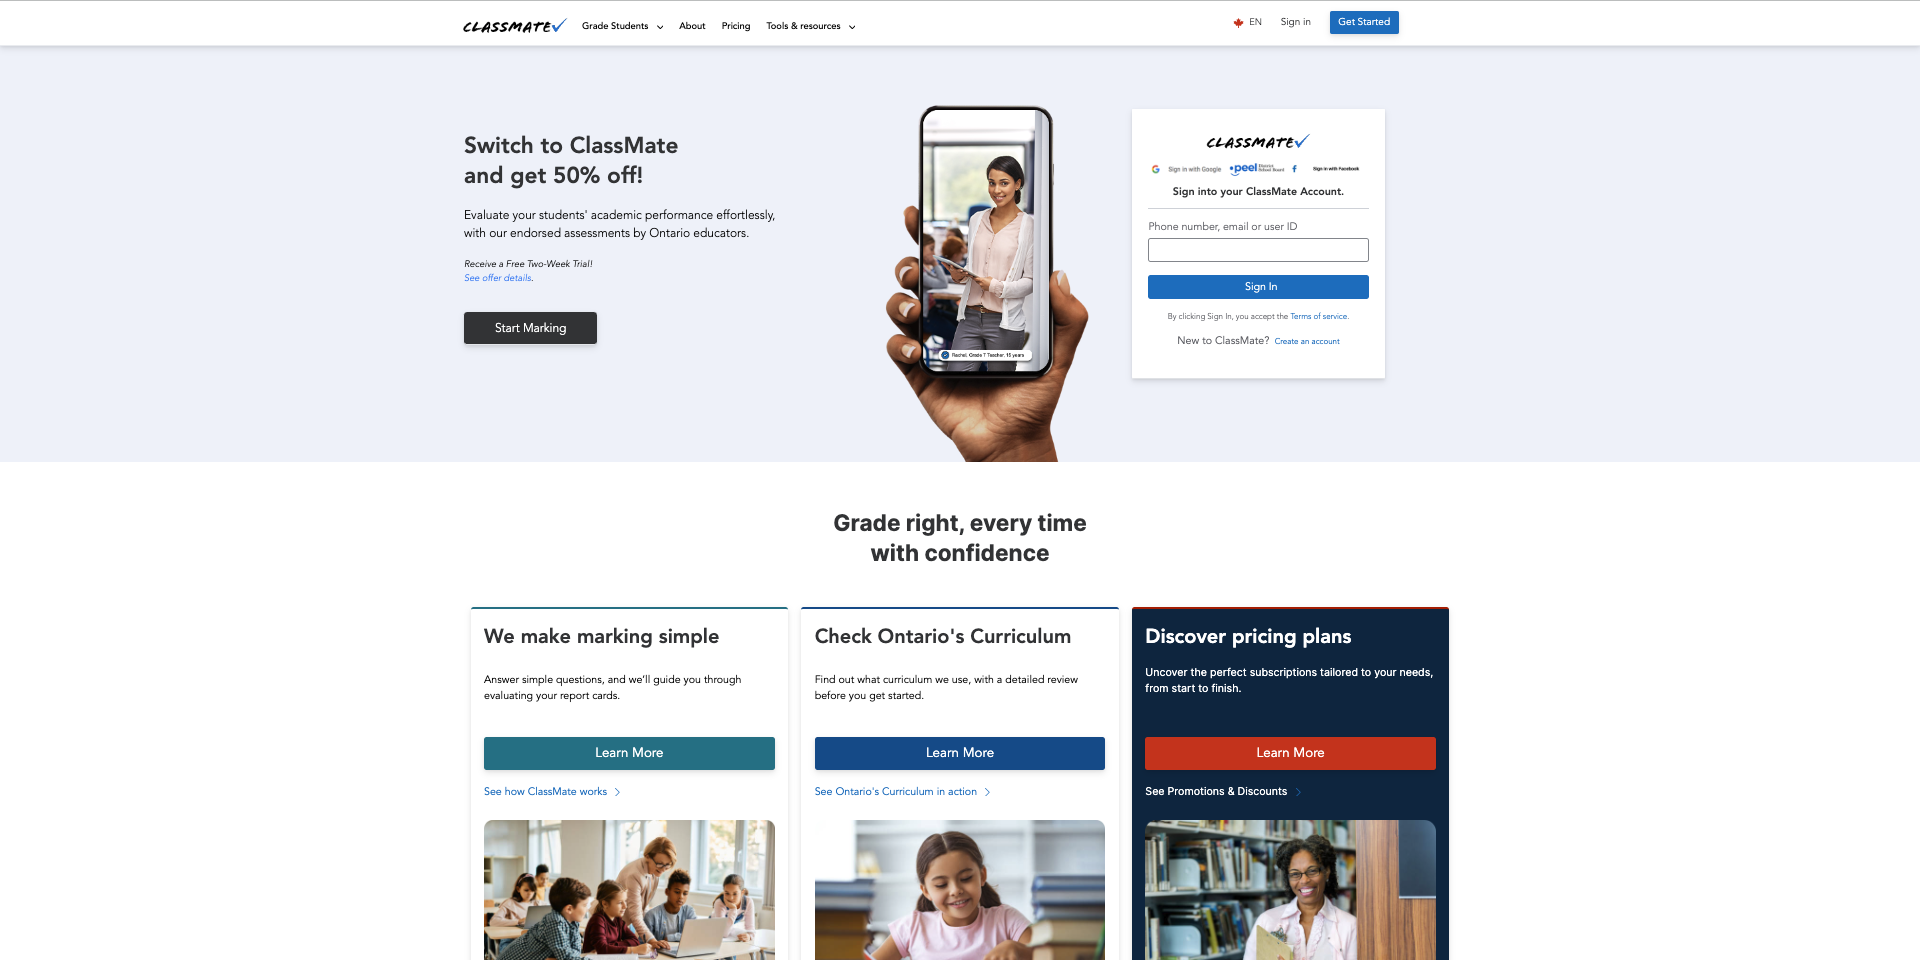 CLASSMATE
Grade Students
About
Pricing
Tools & resources
EN
Sign in
Get Started
Switch to ClassMate
and get 50% off!
Evaluate your students' academic performance effortlessly,
with our endorsed assessments by Ontario educators.
Receive a Free Two-Week Trial!
See offer details.
Start Marking
Rachel. Grade 7 Teacher. 15 years
CLASSMATE
Sign in with Google
peel District School Board
Sign in with Facebook
Sign into your ClassMate Account.
Phone number, email or user ID
Sign In
By clicking Sign In, you accept the Terms of service.
New to ClassMate? Create an account
Grade right, every time
with confidence
We make marking simple
Answer simple questions, and we'll guide you through
evaluating your report cards.
Learn More
See how ClassMate works
Check Ontario's Curriculum
Find out what curriculum we use, with a detailed review
before you get started.
Learn More
See Ontario's Curriculum in action
Discover pricing plans
Uncover the perfect subscriptions tailored to your needs,
from start to finish.
Learn More
See Promotions & Discounts